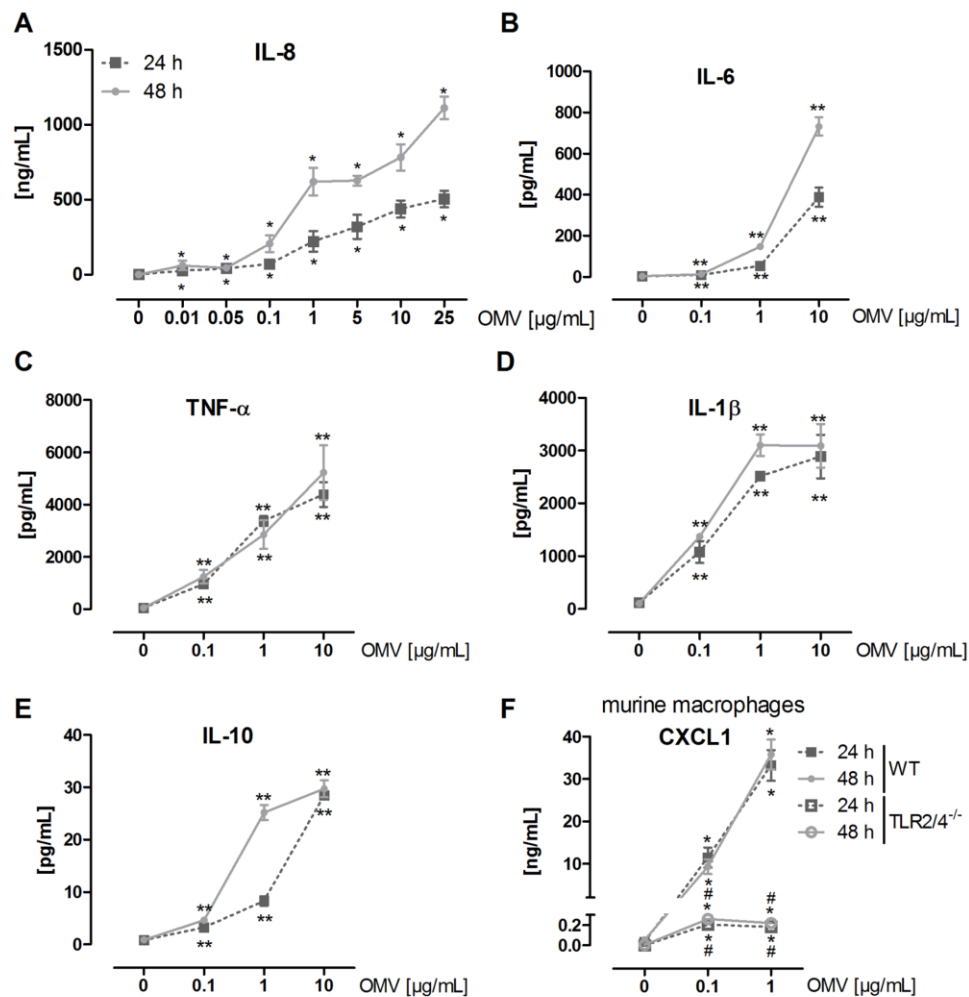 A
IL-8
1500
1000
500
0
[ng/mL]
24 h
48 h
* * * * * * *
* * * * * * *
0 0.01 0.05 0.1 1 5 10 25 OMV [µg/mL]
B
IL-6
1000
800
600
400
200
0
[pg/mL]
** ** **
** ** **
0 0.1 1 10 OMV [µg/mL]
C
TNF-α
8000
6000
4000
2000
0
[pg/mL]
** ** **
** ** **
0 0.1 1 10 OMV [µg/mL]
D
IL-1β
4000
3000
2000
1000
0
[pg/mL]
** ** **
** ** **
0 0.1 1 10 OMV [µg/mL]
E
IL-10
40
30
20
10
0
[pg/mL]
** ** **
** ** **
0 0.1 1 10 OMV [µg/mL]
F
murine macrophages
CXCL1
40
30
20
10
0.2
0.0
[ng/mL]
* *
* *
# #
* *
* *
# #
0 0.1 1 OMV [µg/mL]
24 h
48 h
WT
24 h
48 h
TLR2/4-/-